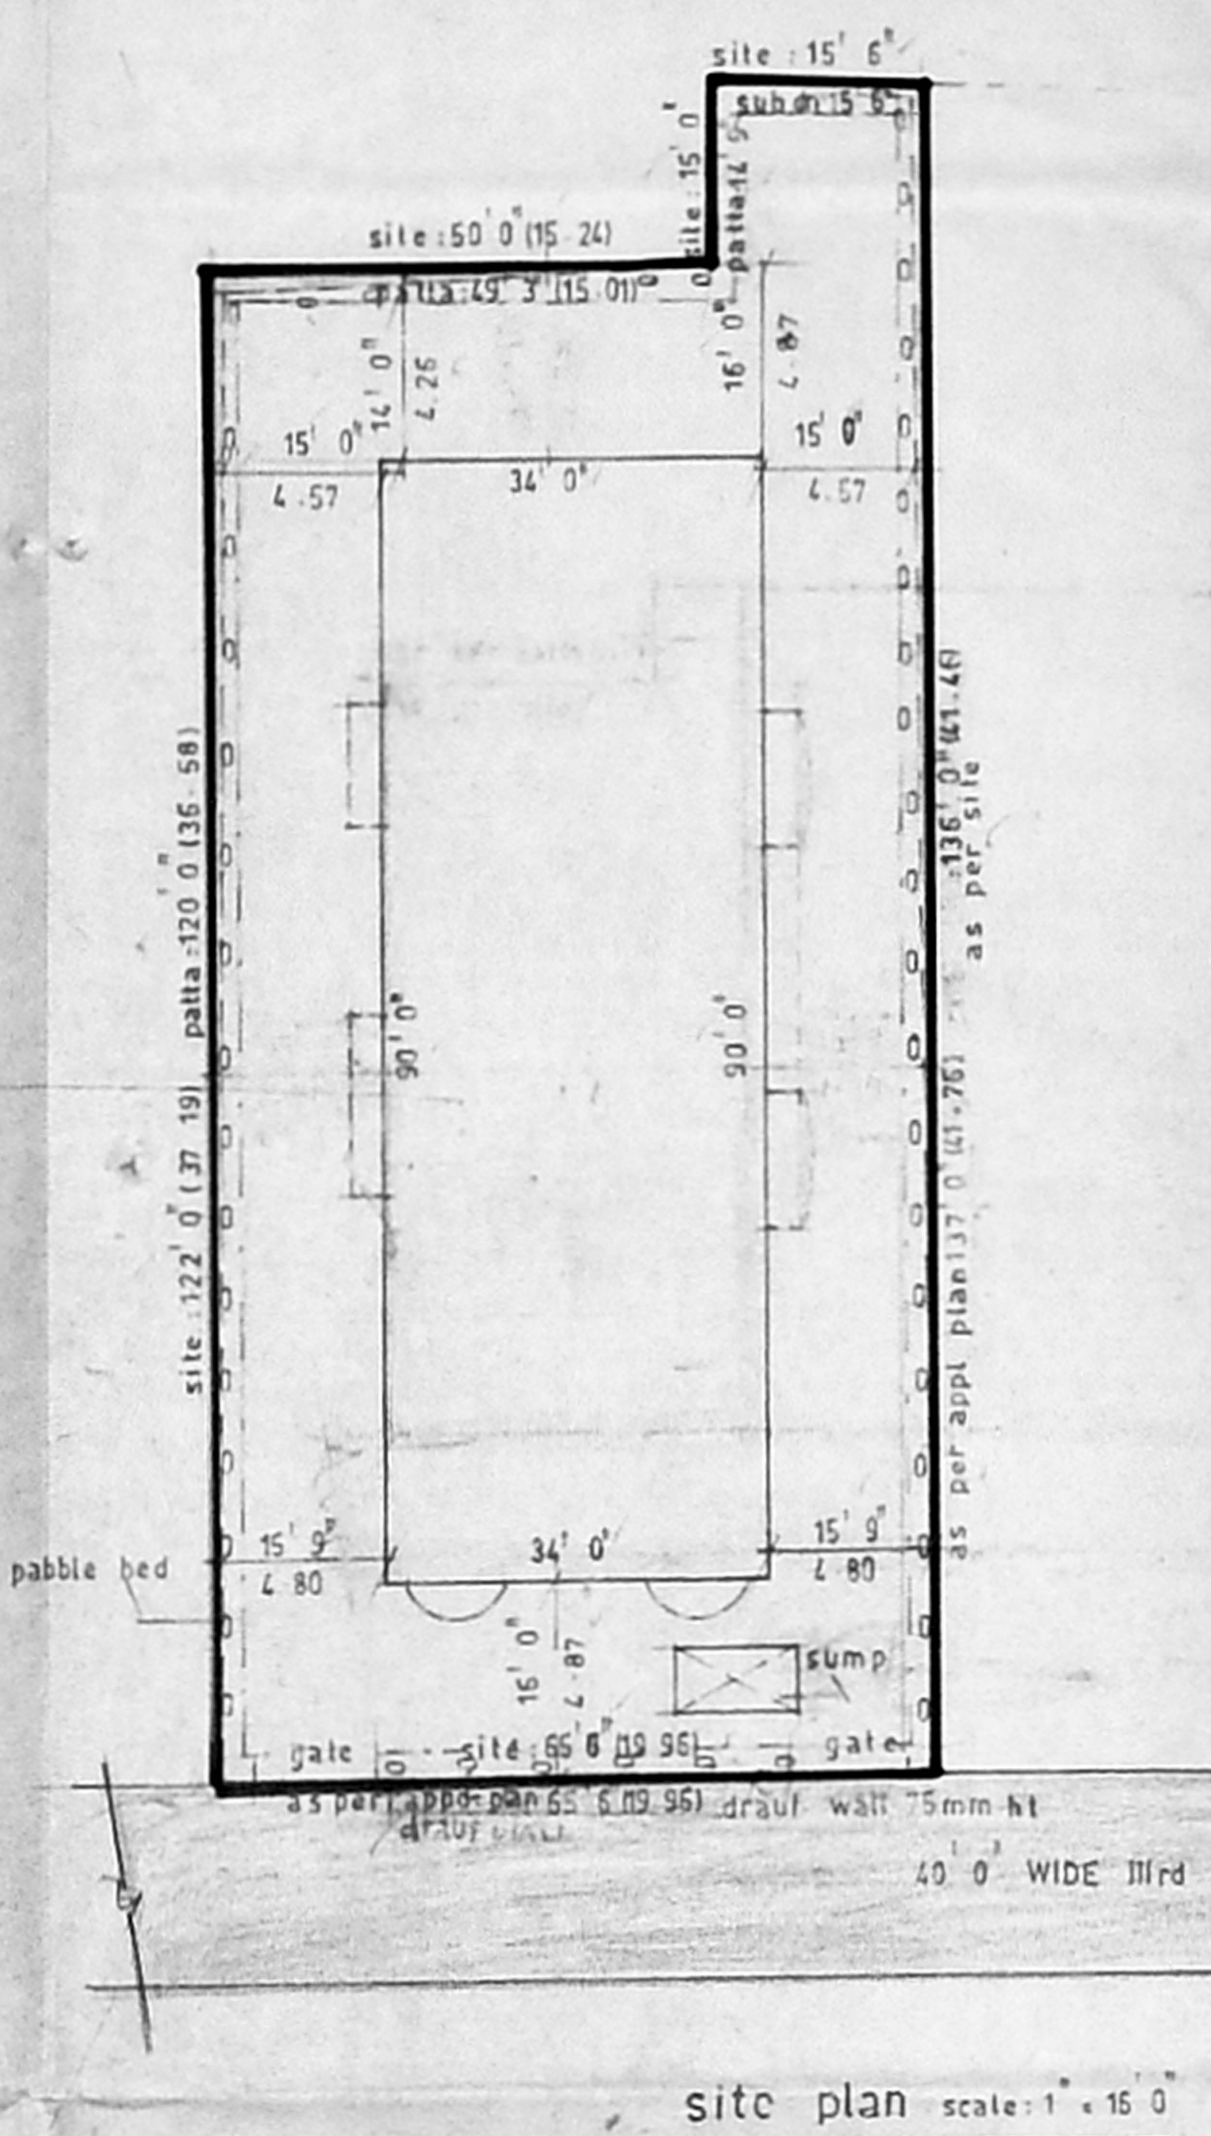 site : 15' 6"
sub dn 15' 6"
site : 15' 0"
patta 14' 9"
site : 50' 0" (15.24)
patta : 49' 3" (15.01)
14' 0"
4.26
16' 0"
4.87
15' 0"
4.57
34' 0"
15' 0"
4.57
site : 122' 0" (37.19) patta : 120' 0" (36.58)
90' 0"
90' 0"
: 136' 0" (41.46)
as per site
as per appl plan 137' 0" (41.76)
15' 9"
4.80
34' 0"
15' 9"
4.80
pabble bed
16' 0"
4.87
sump
gate
site : 65' 6" (19.96)
gate
as per appd plan 65' 6" (19.96) drauf wall 75mm ht
40' 0" WIDE IIIrd
site plan scale: 1" = 16' 0"